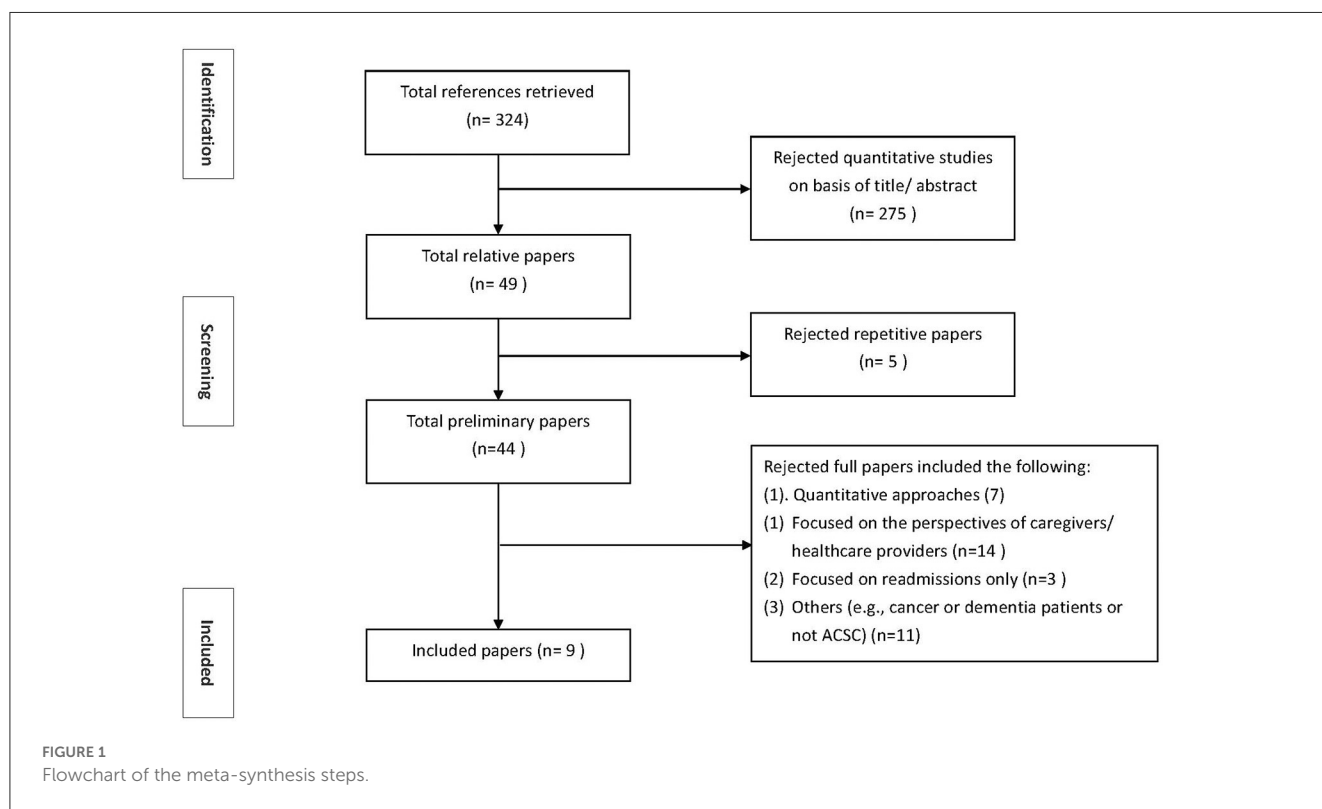 Identification
Total references retrieved
(n= 324)
Rejected quantitative studies
on basis of title/ abstract
(n= 275 )
Total relative papers
(n= 49 )
Screening
Rejected repetitive papers
(n= 5 )
Total preliminary papers
(n=44 )
Rejected full papers included the following:
(1). Quantitative approaches (7)
(1) Focused on the perspectives of caregivers/
healthcare providers (n=14 )
(2) Focused on readmissions only (n=3 )
(3) Others (e.g., cancer or dementia patients or
not ACSC) (n=11)
Included
Included papers (n= 9 )
FIGURE 1
Flowchart of the meta-synthesis steps.